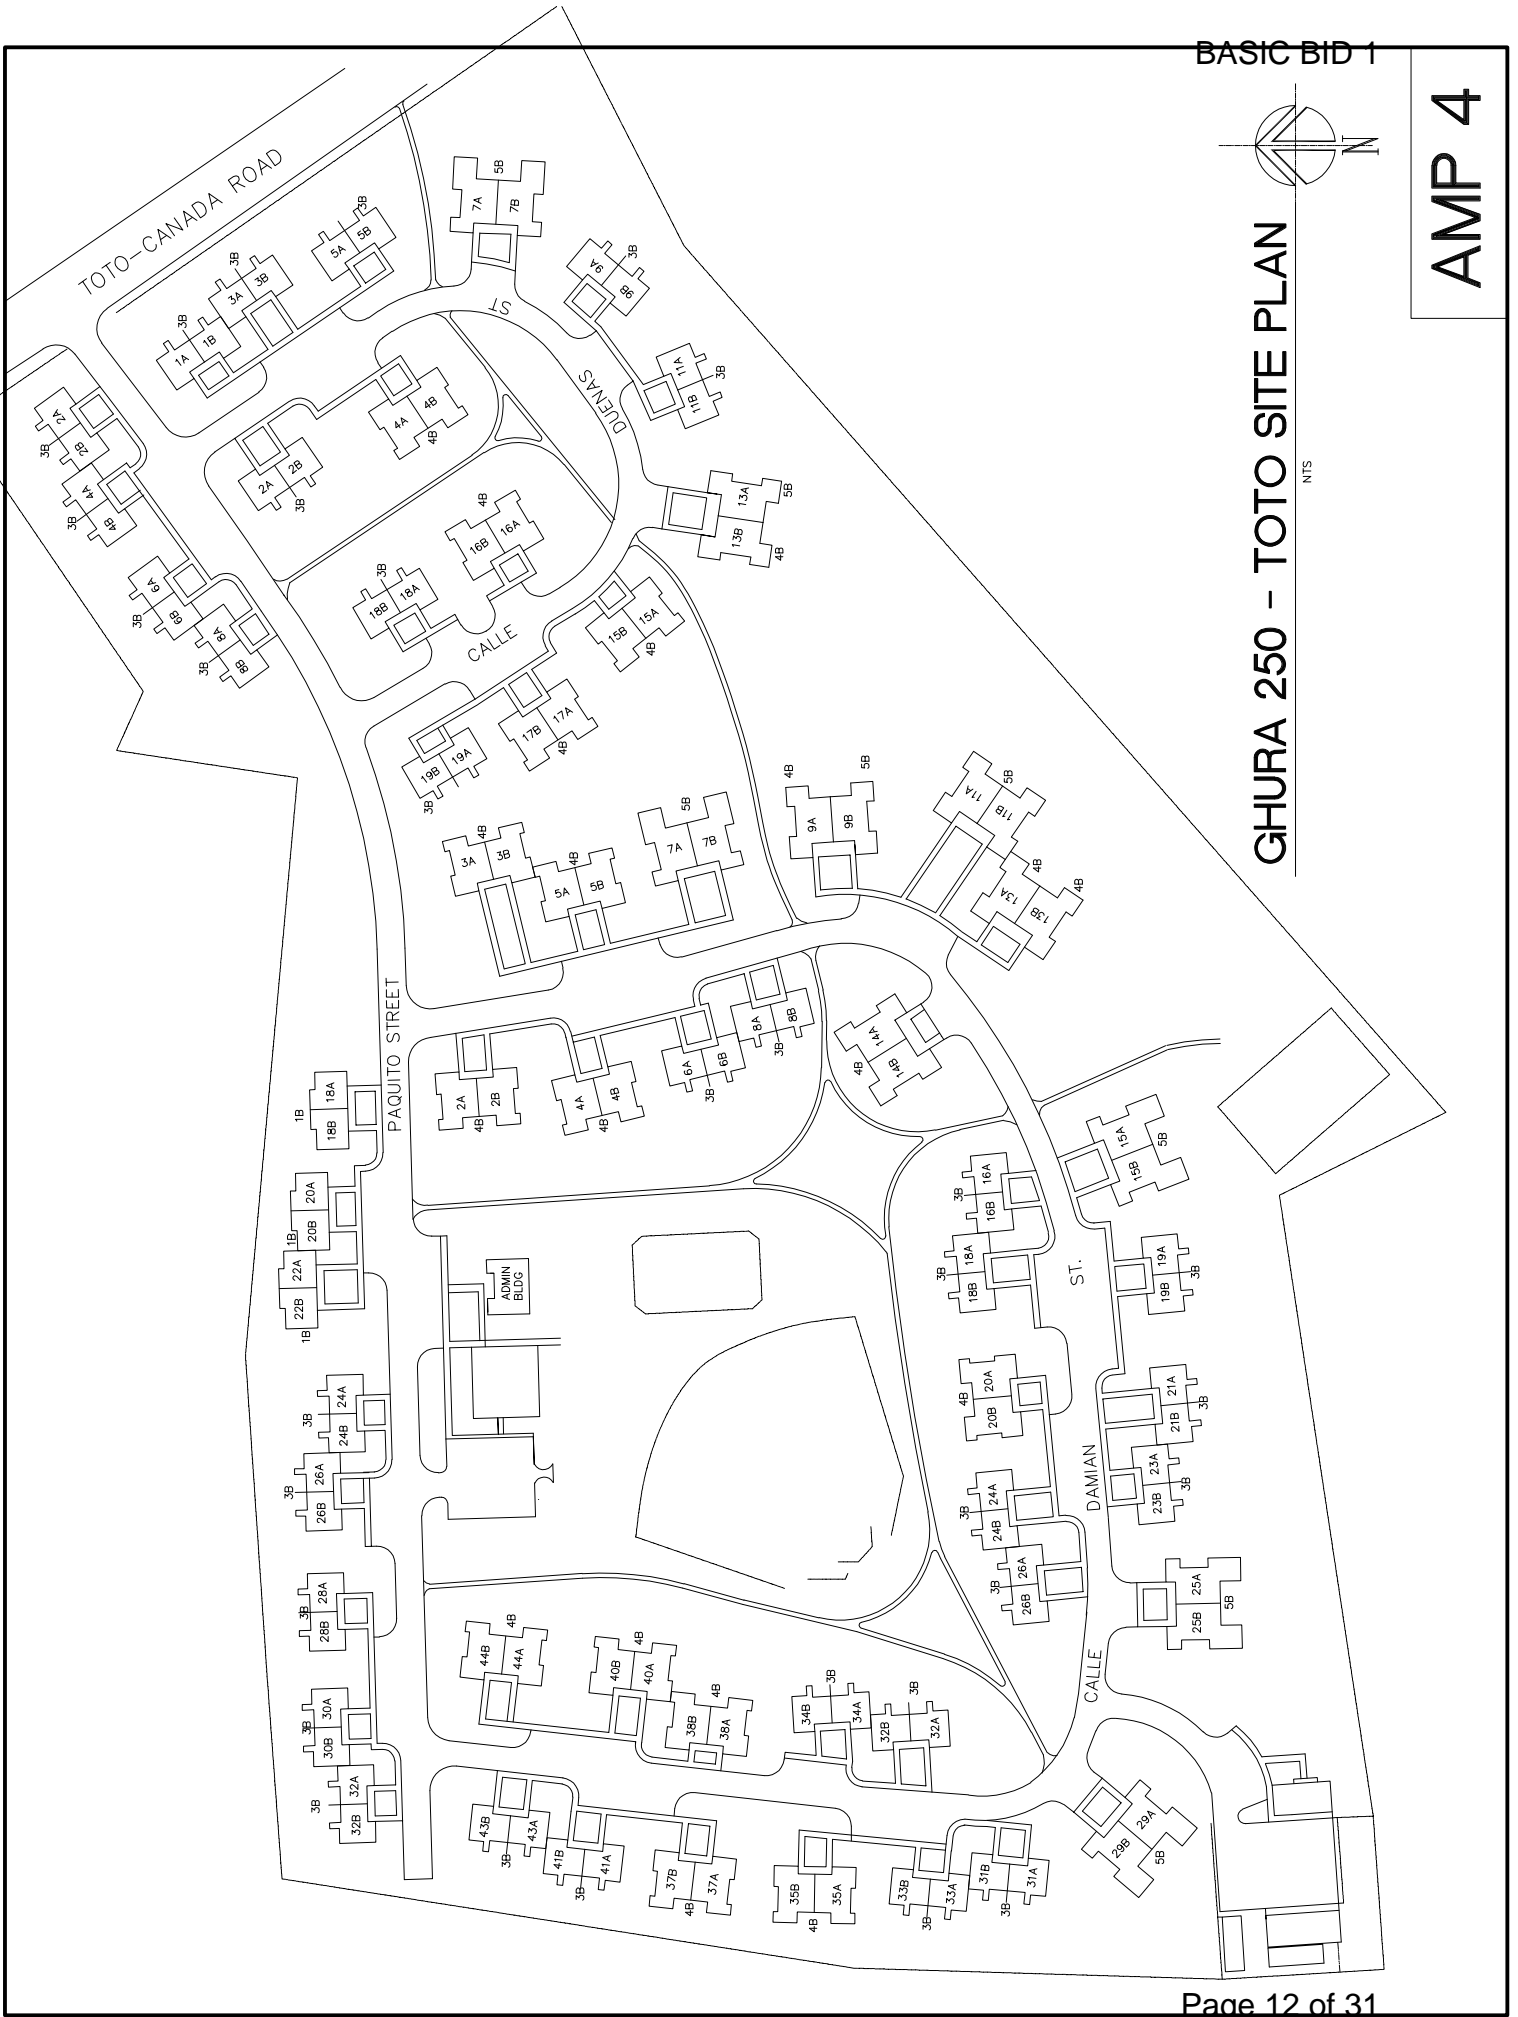 BASIC BID 1
AMP 4
N
GHURA 250 - TOTO SITE PLAN
NTS
TOTO-CANADA ROAD
7A
5B
7B
5A
3B
5B
3A
3B
3B
1A
3B
1B
9A
3B
9B
11A
3B
11B
2A
3B
2B
4A
3B
4B
4A
4B
4B
2A
2B
3B
ST
DUENAS
CALLE
6A
3B
6B
8A
3B
8B
13A
5B
13B
4B
16B
4B
16A
18B
3B
18A
15B
15A
4B
17B
17A
4B
19B
19A
3B
3A
4B
3B
5A
4B
5B
7A
5B
7B
4B
9A
9B
5B
11A
5B
11B
13A
4B
13B
4B
PAQUITO STREET
2A
2B
4B
4A
4B
4B
6A
6B
3B
8A
8B
3B
14A
4B
14B
18A
1B
18B
20A
1B
20B
22A
22B
1B
15A
5B
15B
16A
3B
16B
18A
3B
18B
ST.
19A
3B
19B
ADMIN
BLDG
24A
3B
24B
26A
3B
26B
20A
4B
20B
21A
3B
21B
23A
3B
23B
DAMIAN
24A
3B
24B
26A
3B
26B
28A
3B
28B
25A
25B
5B
CALLE
30A
3B
30B
32A
3B
32B
44B
4B
44A
40B
4B
40A
38B
4B
38A
34B
3B
34A
32B
3B
32A
43B
43A
3B
41B
41A
3B
37B
37A
4B
35B
35A
4B
33B
33A
3B
31B
31A
3B
29A
29B
5B
Page 12 of 31